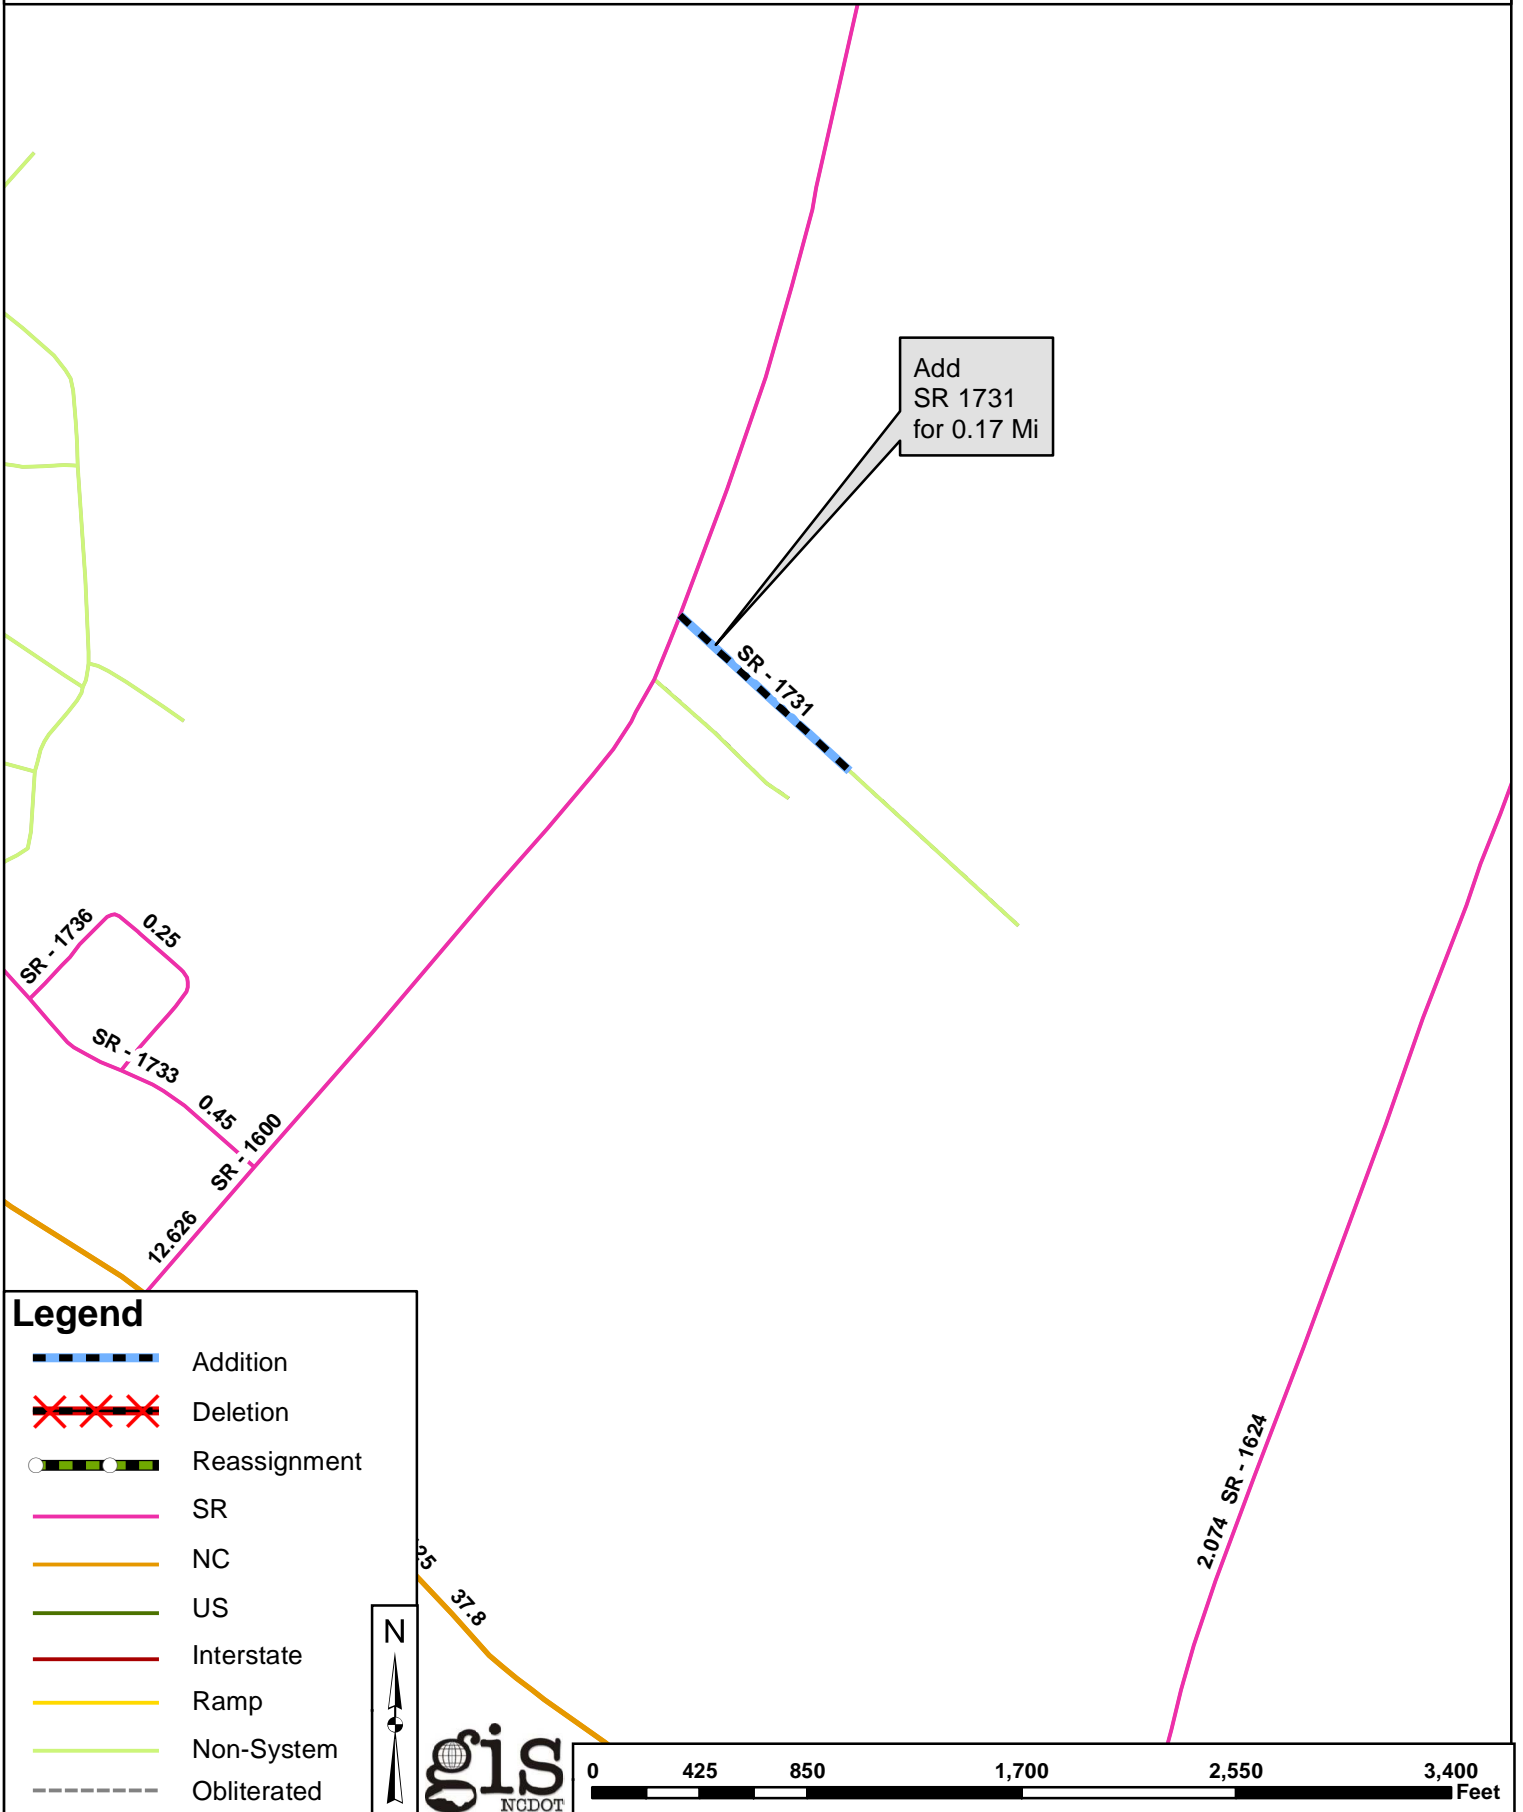 Add
SR 1731
for 0.17 Mi
SR - 1731
SR - 1736
0.25
SR - 1733
0.45
SR - 1600
12.626
SR - 1624
2.074
37.8
Legend
Addition
Deletion
Reassignment
SR
NC
US
Interstate
Ramp
Non-System
Obliterated
N
gis
NCDOT
0 425 850 1,700 2,550 3,400
Feet